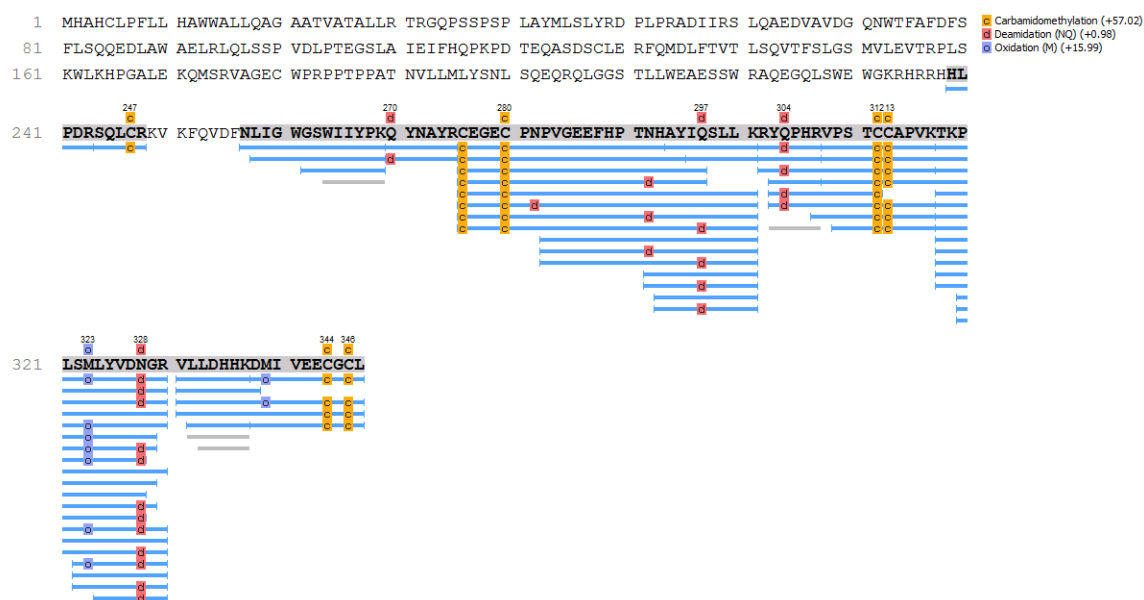 1 MHAHCLPFLL HAWWALLQAG AATVATALLR TRGQPSSPSP LAYMLSLYRD PLPRADIIRS LQAEDVAVDG QNWTFAFDFS
81 FLSQQEDLAW AELRLQLSSP VDLPTEGSLA IEIFHQPKPD TEQASDSCLE RFQMDLFTVT LSQVTFSLGS MVLEVTRPLS
161 KWLKHPGALE KQMSRVAGEC WPRPPTPPAT NVLLMLYSNL SQEQRQLGGS TLLWEAESSW RAQEGQLSWE WGKRHRRHHL
c Carbamidomethylation (+57.02)
d Deamidation (NQ) (+0.98)
o Oxidation (M) (+15.99)
247 270 280 297 304 312 13
c d c d d c c
241 PDRSQLCRKV KFQVDFNLIG WGSWIIYPKQ YNAYRCEGEC PNPVGEEFHP TNHAYIQSLL KRYQPHRVPS TCCAPVKTKP
c c c d c c
d c c c c
c c c c
c c d d c c
c c d c
c c d d c c
c c d c c
c c d c c
d
d
d
d
323 328 344 346
o d c c
321 LSMLYVDNGR VLLDHHKDMI VEECGCL
o d o c c
d
d o c c
c c
o c c
o
o d
o d
d
d
o d
d
o d
d
d